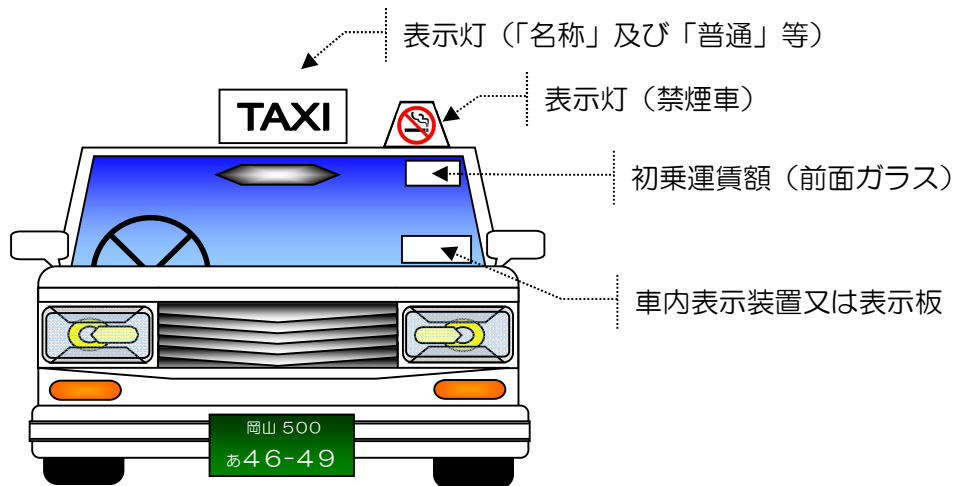 表示灯(「名称」及び「普通」等)
TAXI
表示灯(禁煙車)
初乗運賃額(前面ガラス)
車内表示装置又は表示板
岡山 500
あ46-49